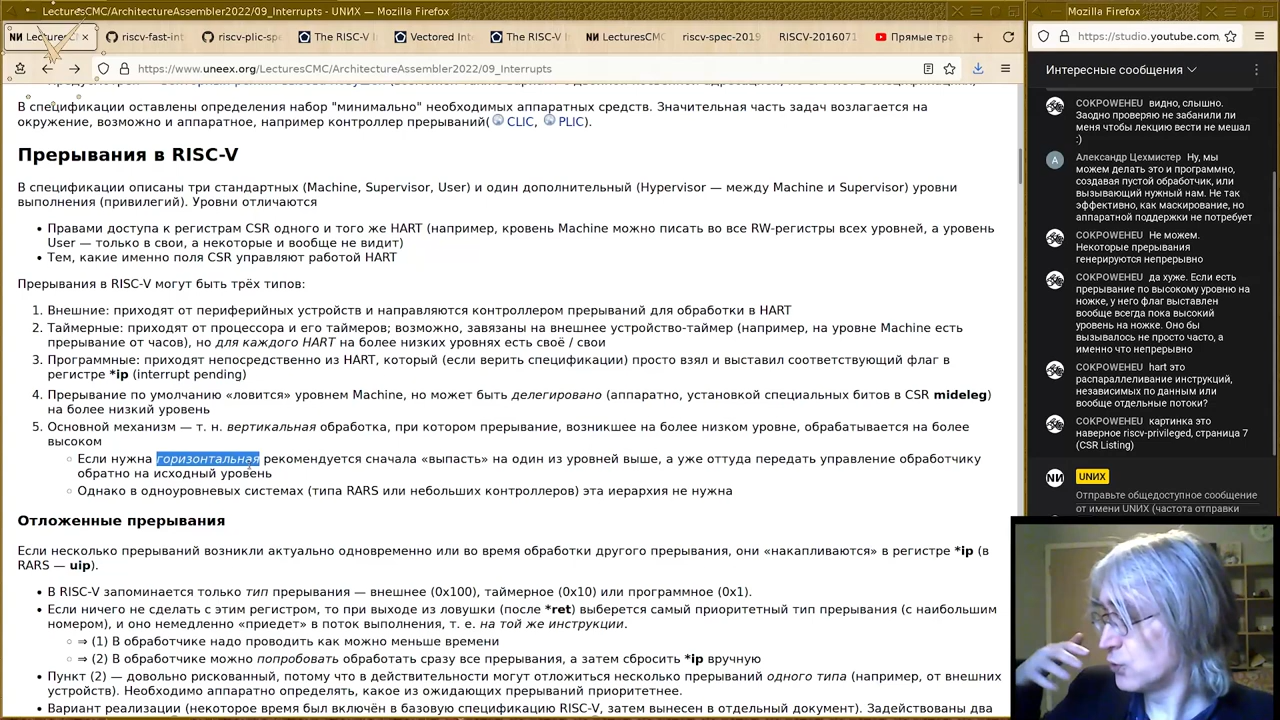 LecturesCMC/ArchitectureAssembler2022/09_Interrupts - UNИX — Mozilla Firefox
Mozilla Firefox
LecturesC
riscv-fast-int
riscv-plic-sp
The RISC-V I
Vectored Inte
The RISC-V I
LecturesCMC
riscv-spec-2019
RISCV-2016071
Прямые тра
https://www.uneex.org/LecturesCMC/ArchitectureAssembler2022/09_Interrupts
https://studio.youtube.com
В спецификации оставлены определения набор "минимально" необходимых аппаратных средств. Значительная часть задач возлагается на
окружение, возможно и аппаратное, например контроллер прерываний( CLIC, PLIC).
Прерывания в RISC-V
В спецификации описаны три стандартных (Machine, Supervisor, User) и один дополнительный (Hypervisor — между Machine и Supervisor) уровни
выполнения (привилегий). Уровни отличаются
• Правами доступа к регистрам CSR одного и того же HART (например, кровень Machine можно писать во все RW-регистры всех уровней, а уровень
User — только в свои, а некоторые и вообще не видит)
• Тем, какие именно поля CSR управляют работой HART
Прерывания в RISC-V могут быть трёх типов:
1. Внешние: приходят от периферийных устройств и направляются контроллером прерываний для обработки в HART
2. Таймерные: приходят от процессора и его таймеров; возможно, завязаны на внешнее устройство-таймер (например, на уровне Machine есть
прерывание от часов), но для каждого HART на более низких уровнях есть своё / свои
3. Программные: приходят непосредственно из HART, который (если верить спецификации) просто взял и выставил соответствующий флаг в
регистре *ip (interrupt pending)
4. Прерывание по умолчанию «ловится» уровнем Machine, но может быть делегировано (аппаратно, установкой специальных битов в CSR mideleg)
на более низкий уровень
5. Основной механизм — т. н. вертикальная обработка, при котором прерывание, возникшее на более низком уровне, обрабатывается на более
высоком
◦ Если нужна горизонтальная рекомендуется сначала «выпасть» на один из уровней выше, а уже оттуда передать управление обработчику
обратно на исходный уровень
◦ Однако в одноуровневых системах (типа RARS или небольших контроллеров) эта иерархия не нужна
Отложенные прерывания
Если несколько прерываний возникли актуально одновременно или во время обработки другого прерывания, они «накапливаются» в регистре *ip (в
RARS — uip).
• В RISC-V запоминается только тип прерывания — внешнее (0x100), таймерное (0x10) или программное (0x1).
• Если ничего не сделать с этим регистром, то при выходе из ловушки (после *ret) выберется самый приоритетный тип прерывания (с наибольшим
номером), и оно немедленно «приедет» в поток выполнения, т. е. на той же инструкции.
◦ ⇒ (1) В обработчике надо проводить как можно меньше времени
◦ ⇒ (2) В обработчике можно попробовать обработать сразу все прерывания, а затем сбросить *ip вручную
• Пункт (2) — довольно рискованный, потому что в действительности могут отложиться несколько прерываний одного типа (например, от внешних
устройств). Необходимо аппаратно определять, какое из ожидающих прерываний приоритетнее.
• Вариант реализации (некоторое время был включён в базовую спецификацию RISC-V, затем вынесен в отдельный документ). Задействованы два
Интересные сообщения
COKPOWEHEU видно, слышно.
Заодно проверяю не забанили ли
меня чтобы лекцию вести не мешал
:)
А
Александр Цехмистер Ну, мы
можем делать это и программно,
создавая пустой обработчик, или
вызывающий нужный нам. Не так
эффективно, как маскирование, но
аппаратной поддержки не потребует
COKPOWEHEU Не можем.
Некоторые прерывания
генерируются непрерывно
COKPOWEHEU да хуже. Если есть
прерывание по высокому уровню на
ножке, у него флаг выставлен
вообще всегда пока высокий
уровень на ножке. Оно бы
вызывалось не просто часто, а
именно что непрерывно
COKPOWEHEU hart это
распараллеливание инструкций,
независимых по данным или
вообще отдельные потоки?
COKPOWEHEU картинка это
наверное riscv-privileged, страница 7
(CSR Listing)
UNИX
Отправьте общедоступное сообщение
от имени UNИX (частота отправки